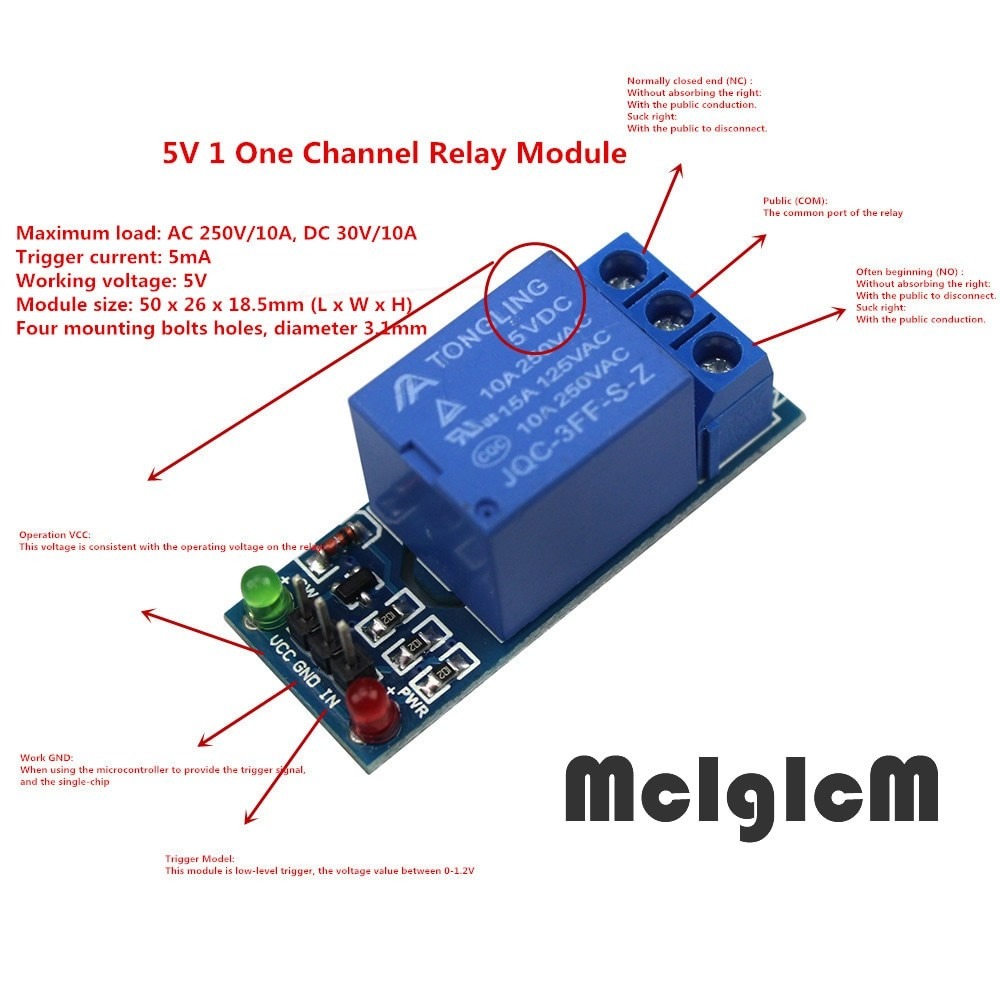 Normally closed end (NC) :
Without absorbing the right:
With the public conduction.
Suck right:
With the public to disconnect.
5V 1 One Channel Relay Module
Public (COM):
The common port of the relay
Maximum load: AC 250V/10A, DC 30V/10A
Trigger current: 5mA
Working voltage: 5V
Module size: 50 x 26 x 18.5mm (L x W x H)
Four mounting bolts holes, diameter 3.1mm
Often beginning (NO) :
Without absorbing the right:
With the public to disconnect.
Suck right:
With the public conduction.
TONGLING
5VDC
10A 250VAC
15A 125VAC
10A 250VAC
CQC
JQC-3FF-S-Z
Operation VCC:
This voltage is consistent with the operating voltage on the relay
VCC GND IN
+ PWR
102
102
102
Work GND:
When using the microcontroller to provide the trigger signal,
and the single-chip
Trigger Model:
This module is low-level trigger, the voltage value between 0-1.2V
McIgIcM